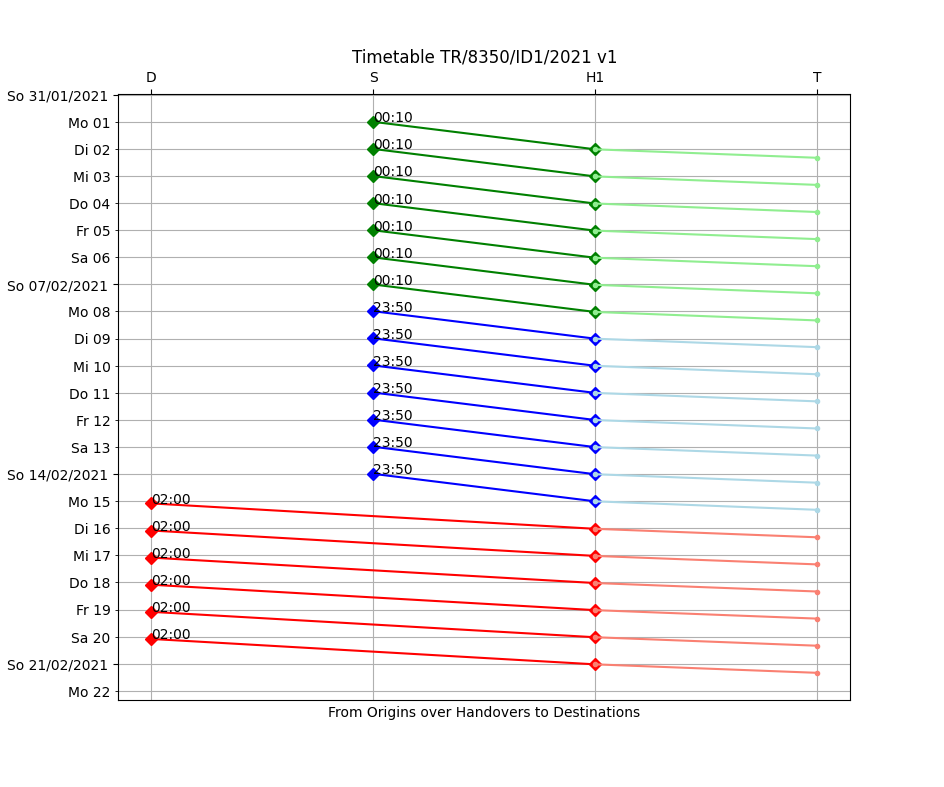 Timetable TR/8350/ID1/2021 v1
D S H1 T
So 31/01/2021
Mo 01 00:10
Di 02 00:10
Mi 03 00:10
Do 04 00:10
Fr 05 00:10
Sa 06 00:10
So 07/02/2021 00:10
Mo 08 23:50
Di 09 23:50
Mi 10 23:50
Do 11 23:50
Fr 12 23:50
Sa 13 23:50
So 14/02/2021 23:50
Mo 15 02:00
Di 16 02:00
Mi 17 02:00
Do 18 02:00
Fr 19 02:00
Sa 20 02:00
So 21/02/2021
Mo 22
From Origins over Handovers to Destinations